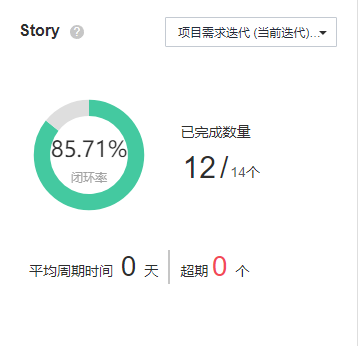 Story ?
项目需求迭代 (当前迭代)...
85.71%
闭环率
已完成数量
12/14个
平均周期时间 0 天
超期 0 个